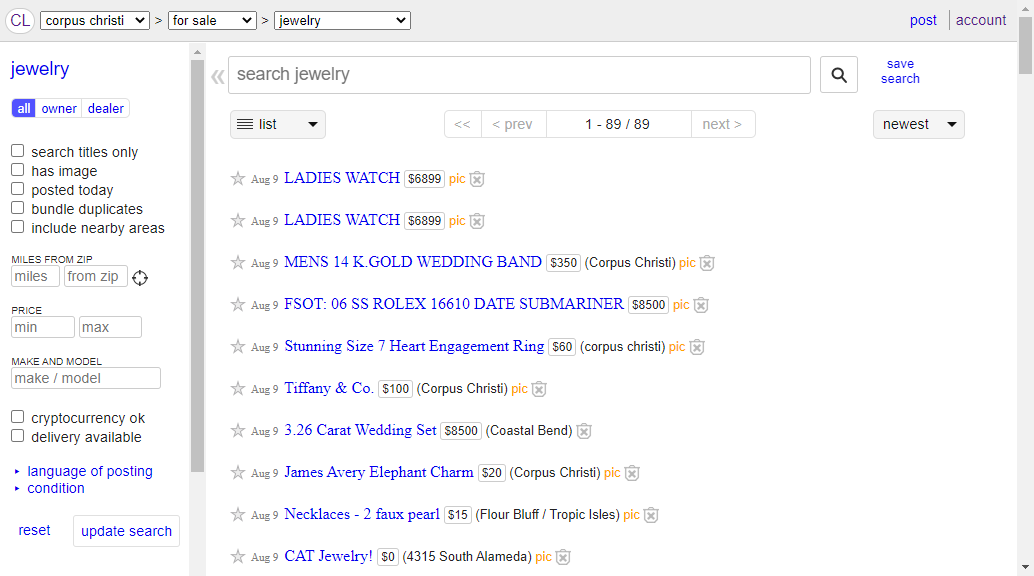 CL corpus christi > for sale > jewelry post account
jewelry
all owner dealer
search titles only
has image
posted today
bundle duplicates
include nearby areas
MILES FROM ZIP
miles from zip
PRICE
min max
MAKE AND MODEL
make / model
cryptocurrency ok
delivery available
language of posting
condition
reset update search
« search jewelry save search
list << < prev 1 - 89 / 89 next > newest
Aug 9 LADIES WATCH $6899 pic
Aug 9 LADIES WATCH $6899 pic
Aug 9 MENS 14 K.GOLD WEDDING BAND $350 (Corpus Christi) pic
Aug 9 FSOT: 06 SS ROLEX 16610 DATE SUBMARINER $8500 pic
Aug 9 Stunning Size 7 Heart Engagement Ring $60 (corpus christi) pic
Aug 9 Tiffany & Co. $100 (Corpus Christi) pic
Aug 9 3.26 Carat Wedding Set $8500 (Coastal Bend)
Aug 9 James Avery Elephant Charm $20 (Corpus Christi) pic
Aug 9 Necklaces - 2 faux pearl $15 (Flour Bluff / Tropic Isles) pic
Aug 9 CAT Jewelry! $0 (4315 South Alameda) pic